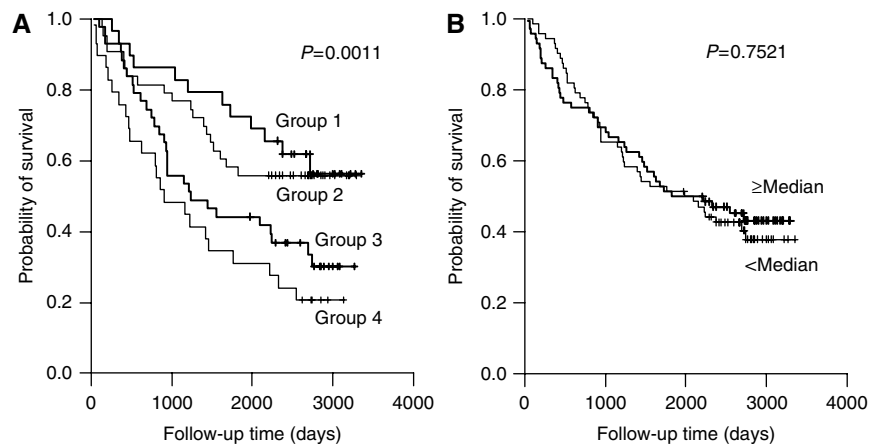 A
P=0.0011
Probability of survival
1.0
0.8
0.6
0.4
0.2
0.0
Group 1
Group 2
Group 3
Group 4
0 1000 2000 3000 4000
Follow-up time (days)
B
P=0.7521
Probability of survival
1.0
0.8
0.6
0.4
0.2
0.0
≥Median
<Median
0 1000 2000 3000 4000
Follow-up time (days)